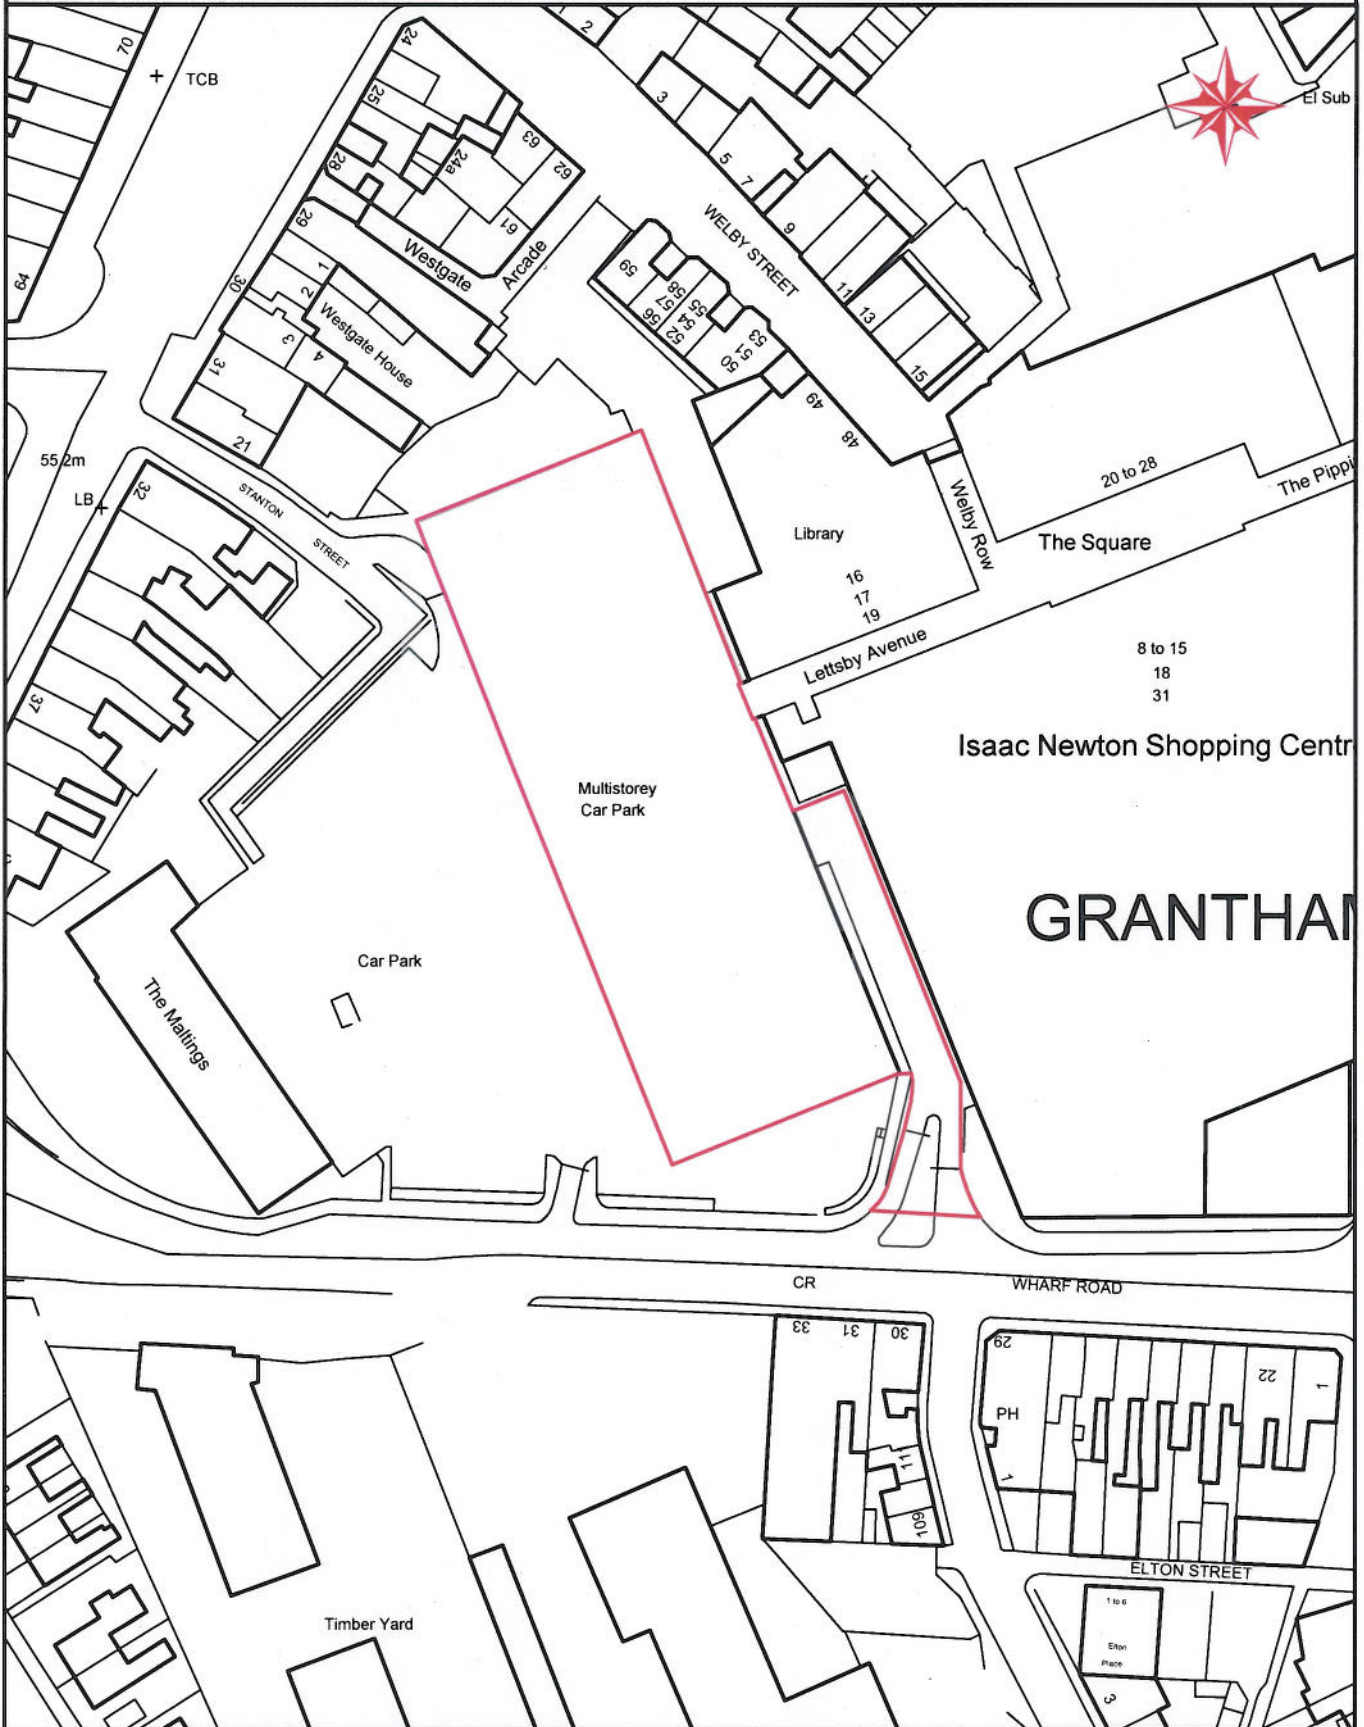 70
TCB
24
25
28
24a
63
62
61
29
30
1
2
3
4
31
21
Westgate
Arcade
Westgate House
2
3
5
7
9
11
13
15
WELBY STREET
59
58
57
56
55
54
52
53
51
50
49
48
El Sub
64
55.2m
LB
32
37
STANTON
STREET
Library
16
17
19
Welby Row
20 to 28
The Pippi
The Square
Lettsby Avenue
8 to 15
18
31
Isaac Newton Shopping Centr
Multistorey
Car Park
GRANTHAM
Car Park
The Maltings
CR
WHARF ROAD
33
31
30
29
22
1
PH
1
111
109
ELTON STREET
1 to 6
Elton
Place
3
Timber Yard